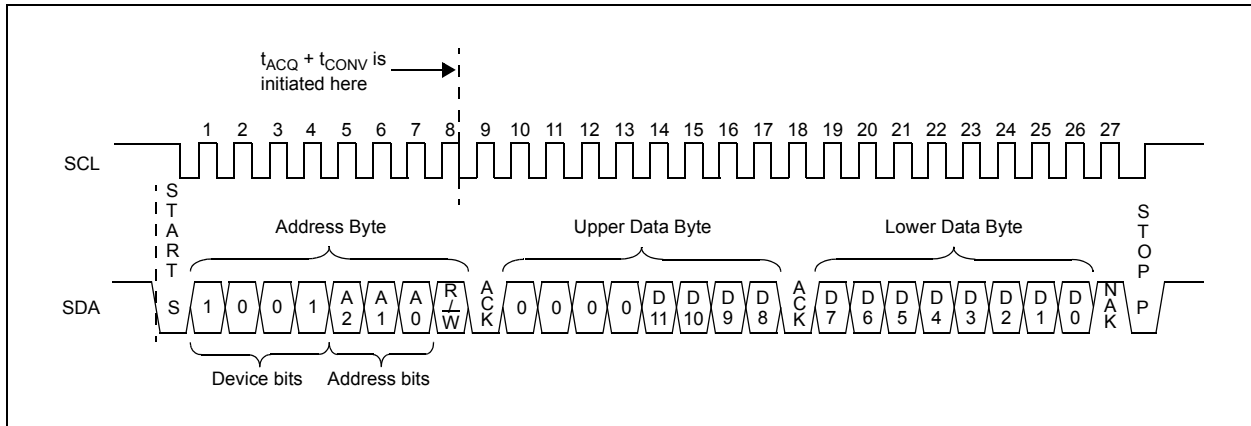 tACQ + tCONV is
initiated here
1 2 3 4 5 6 7 8 9 10 11 12 13 14 15 16 17 18 19 20 21 22 23 24 25 26 27
SCL
START
STOP
Address Byte
Upper Data Byte
Lower Data Byte
SDA
S 1 0 0 1 A2 A1 A0 R/W ACK 0 0 0 0 D11 D10 D9 D8 ACK D7 D6 D5 D4 D3 D2 D1 D0 NAK P
Device bits
Address bits